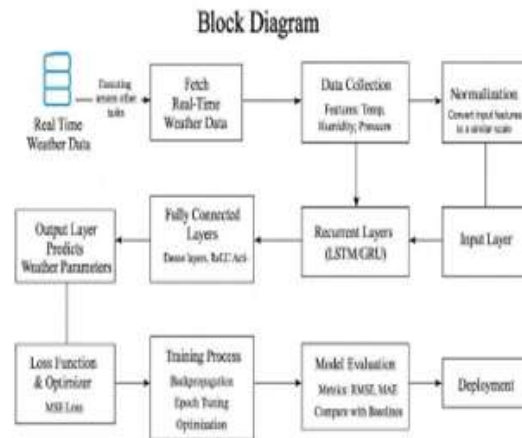 Block Diagram
Real Time
Weather Data
tasks
Fetch
Real-Time
Weather Data
Data Collection
Features: Temp,
Humidity; Pressure
Normalization
Convert input features
to a similar scale
Output Layer
Predicts
Weather Parameters
Fully Connected
Layers
Dense layers,
Recurrent Layers
(LSTM/GRU)
Input Layer
Loss Function
& Optimizer
MSE Loss
Training Process
Backpropagation
Epoch Tuning
Optimization
Model Evaluation
Metrics: RMSE, MAE
Compare with Baselines
Deployment